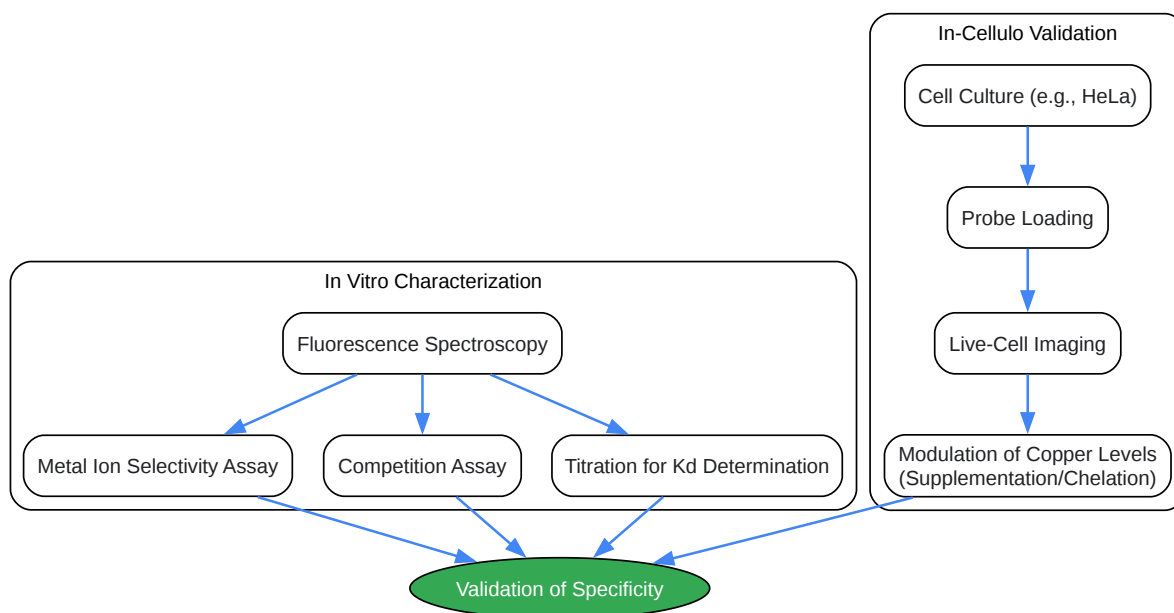 In-Cellulo Validation
Cell Culture (e.g., HeLa)
Probe Loading
In Vitro Characterization
Fluorescence Spectroscopy
Live-Cell Imaging
Metal Ion Selectivity Assay
Competition Assay
Titration for Kd Determination
Modulation of Copper Levels
(Supplementation/Chelation)
Validation of Specificity